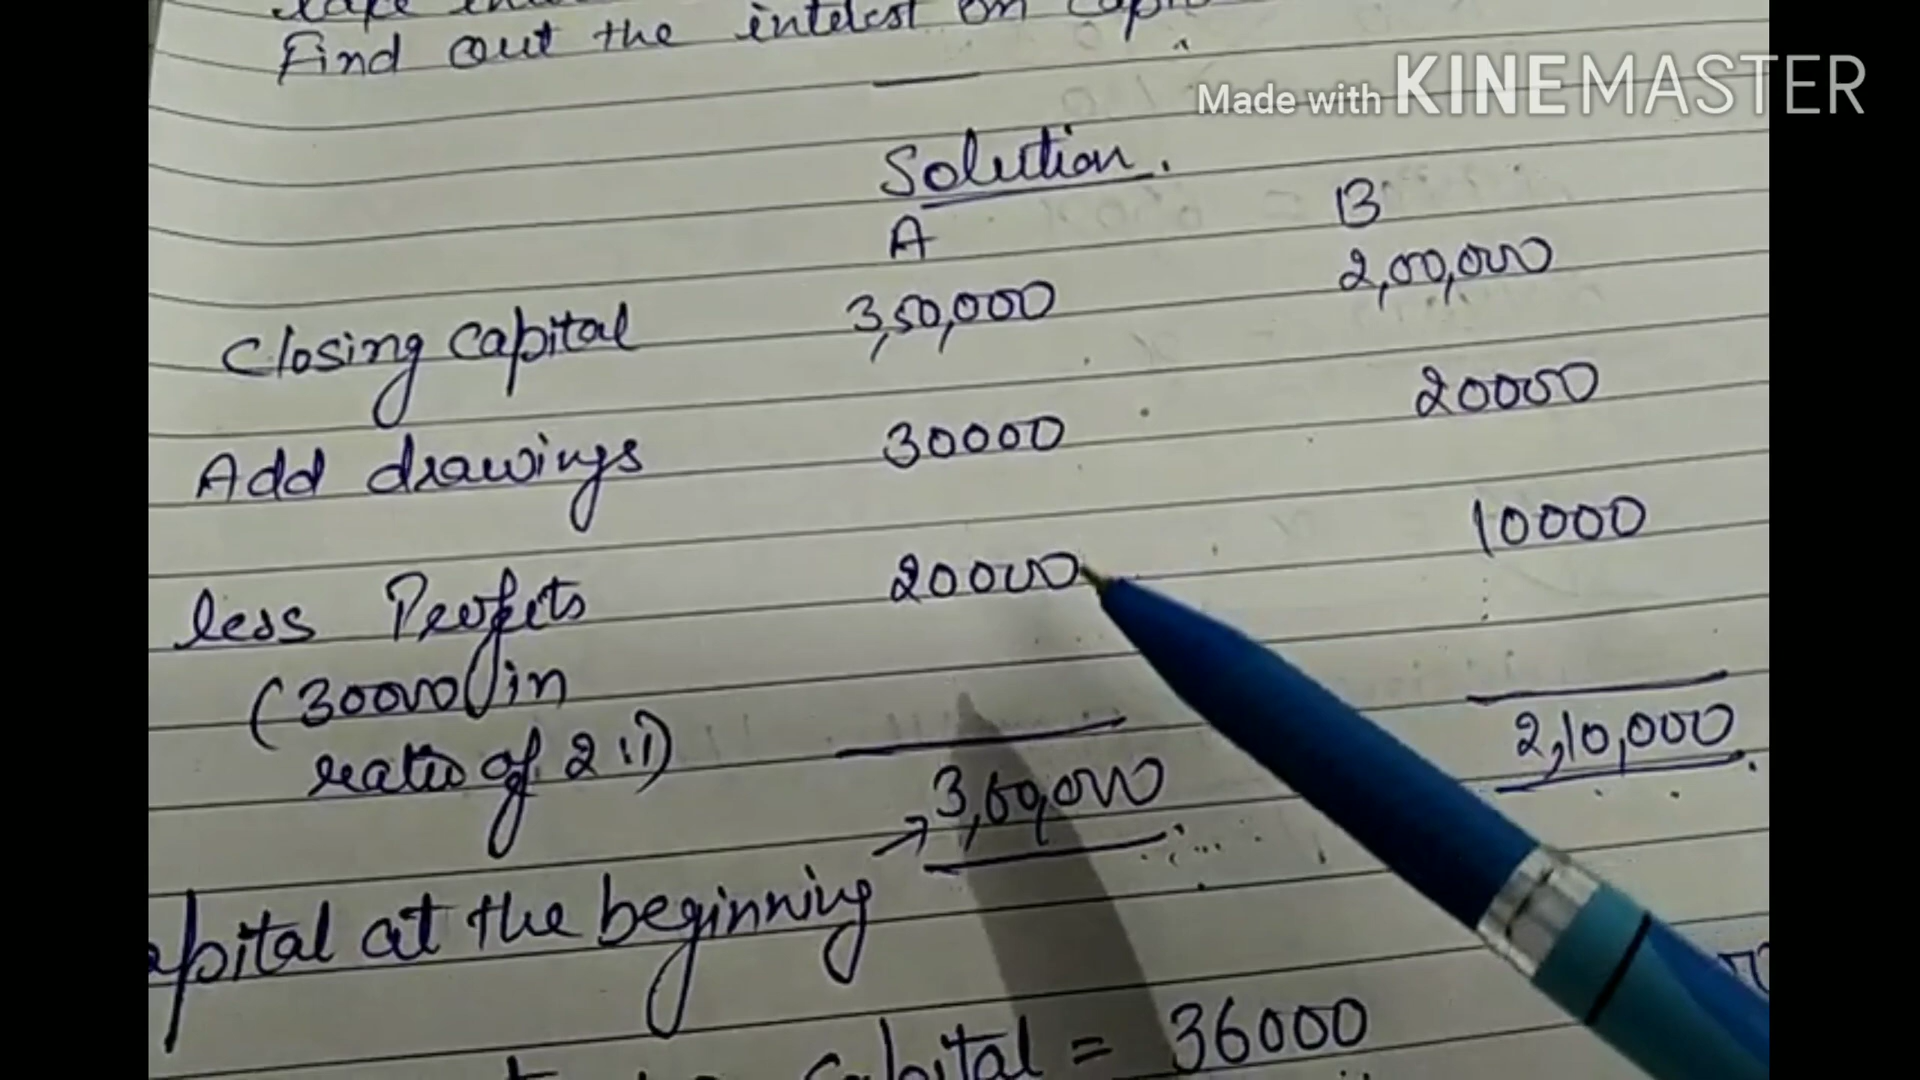 Find out the interest on
Made with KINEMASTER
Solution.
A B
Closing capital 3,50,000 2,00,000
Add drawings 30000 20000
less Profits 20000 10000
(30000 in
ratio of 2:1)
3,60,000 2,10,000
apital at the beginning
capital = 36000